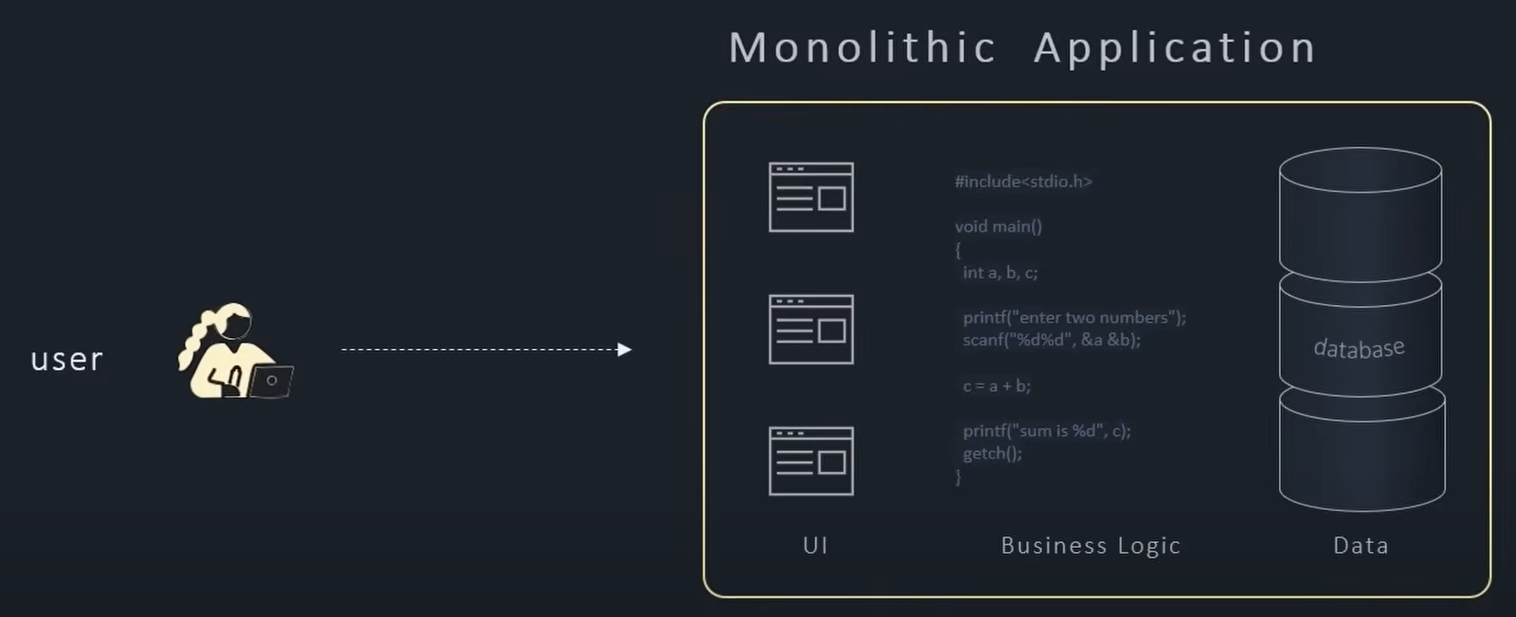 Monolithic Application
user
#include<stdio.h>
void main()
{
int a, b, c;
printf("enter two numbers");
scanf("%d%d", &a &b);
c = a + b;
printf("sum is %d", c);
getch();
}
database
UI
Business Logic
Data